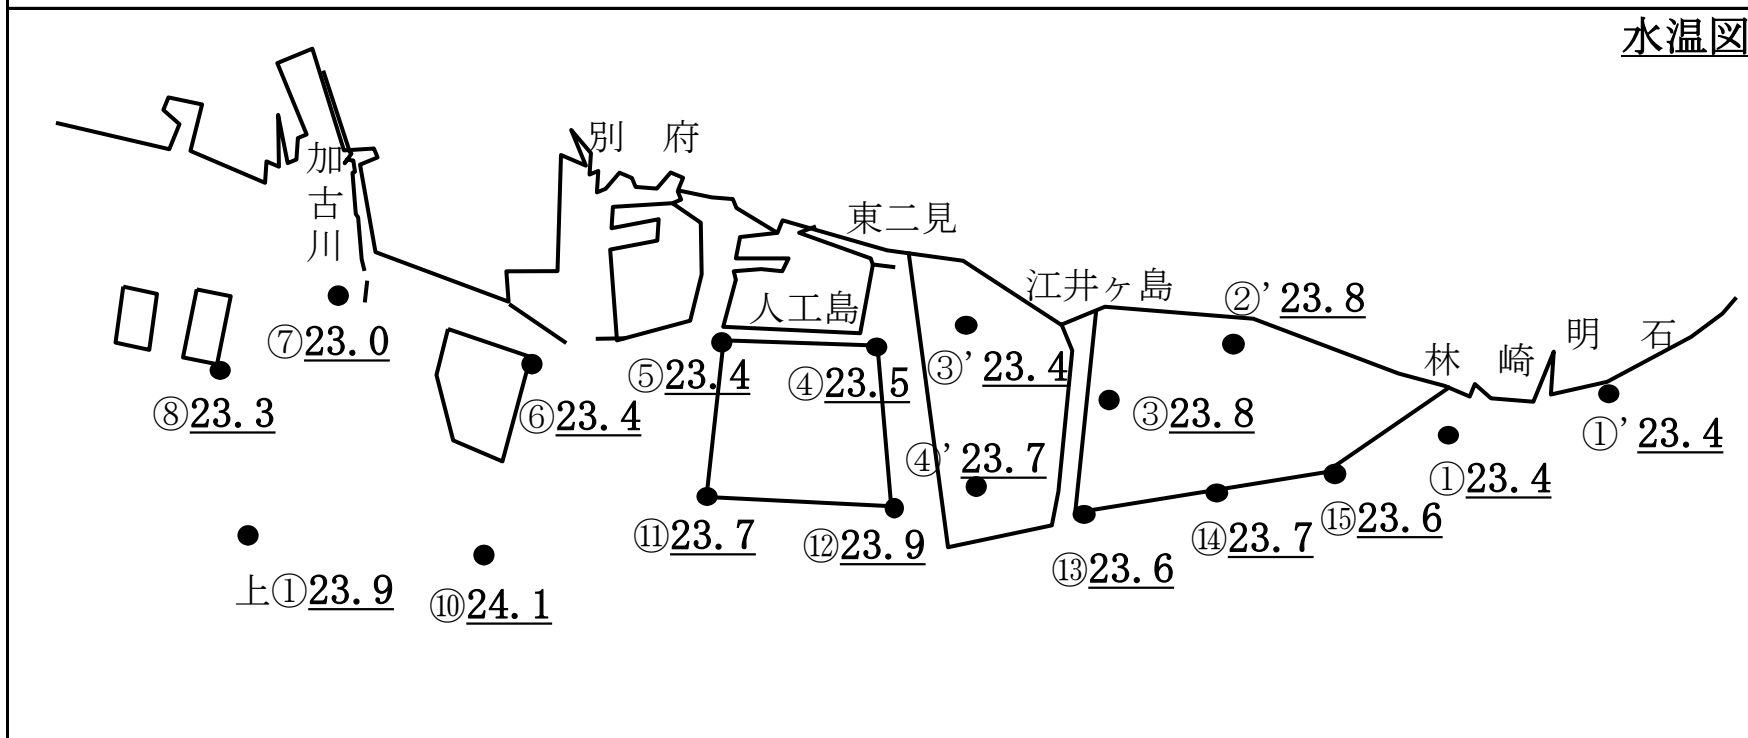 水温図
別 府
加古川
東二見
江井ヶ島
②' 23.8
人工島
明 石
林 崎
⑦23.0
⑤23.4
④23.5
③' 23.4
⑧23.3
⑥23.4
③23.8
①' 23.4
④' 23.7
①23.4
⑪23.7
⑫23.9
⑭23.7
⑮23.6
⑬23.6
上①23.9
⑩24.1